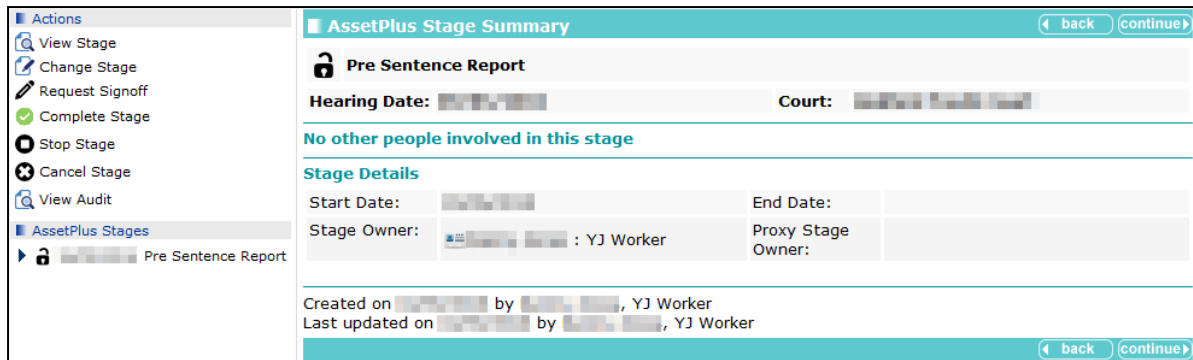 Actions
View Stage
Change Stage
Request Signoff
Complete Stage
Stop Stage
Cancel Stage
View Audit
AssetPlus Stages
Pre Sentence Report
AssetPlus Stage Summary
back continue
Pre Sentence Report
Hearing Date: Court:
No other people involved in this stage
Stage Details
Start Date: End Date:
Stage Owner: : YJ Worker Proxy Stage
Owner:
Created on by , YJ Worker
Last updated on by , YJ Worker
back continue